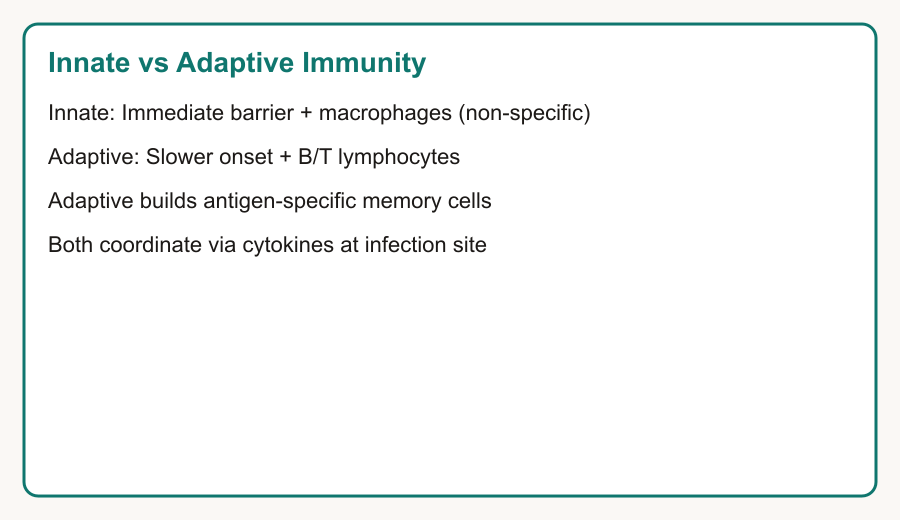 Innate vs Adaptive Immunity
Innate: Immediate barrier + macrophages (non-specific)
Adaptive: Slower onset + B/T lymphocytes
Adaptive builds antigen-specific memory cells
Both coordinate via cytokines at infection site